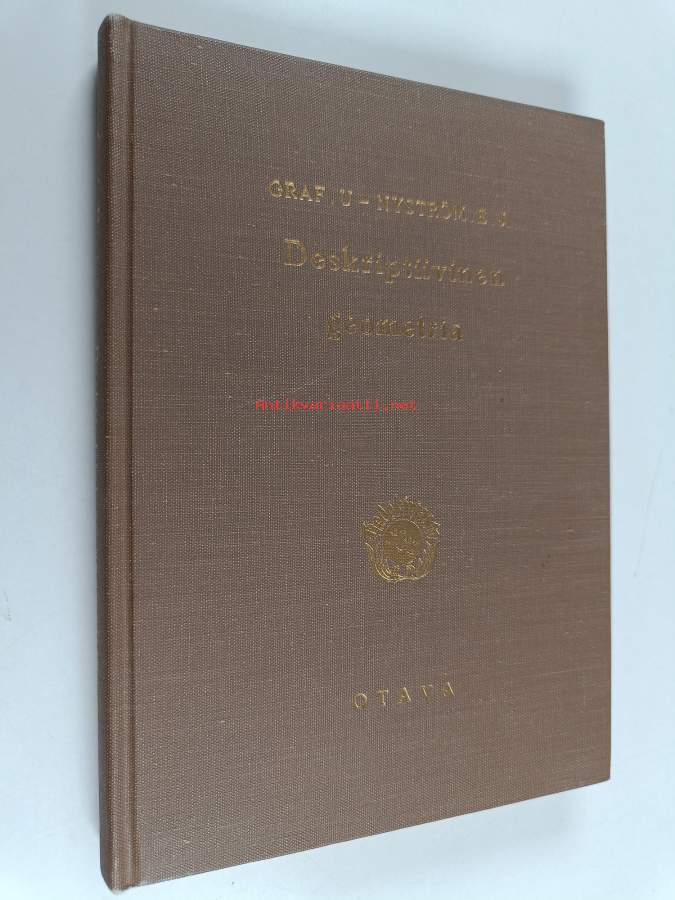 GRAF, U – NYSTRÖM, E. J.
Deskriptiivinen
geometria
Antikvariaatti.net
OTAVA